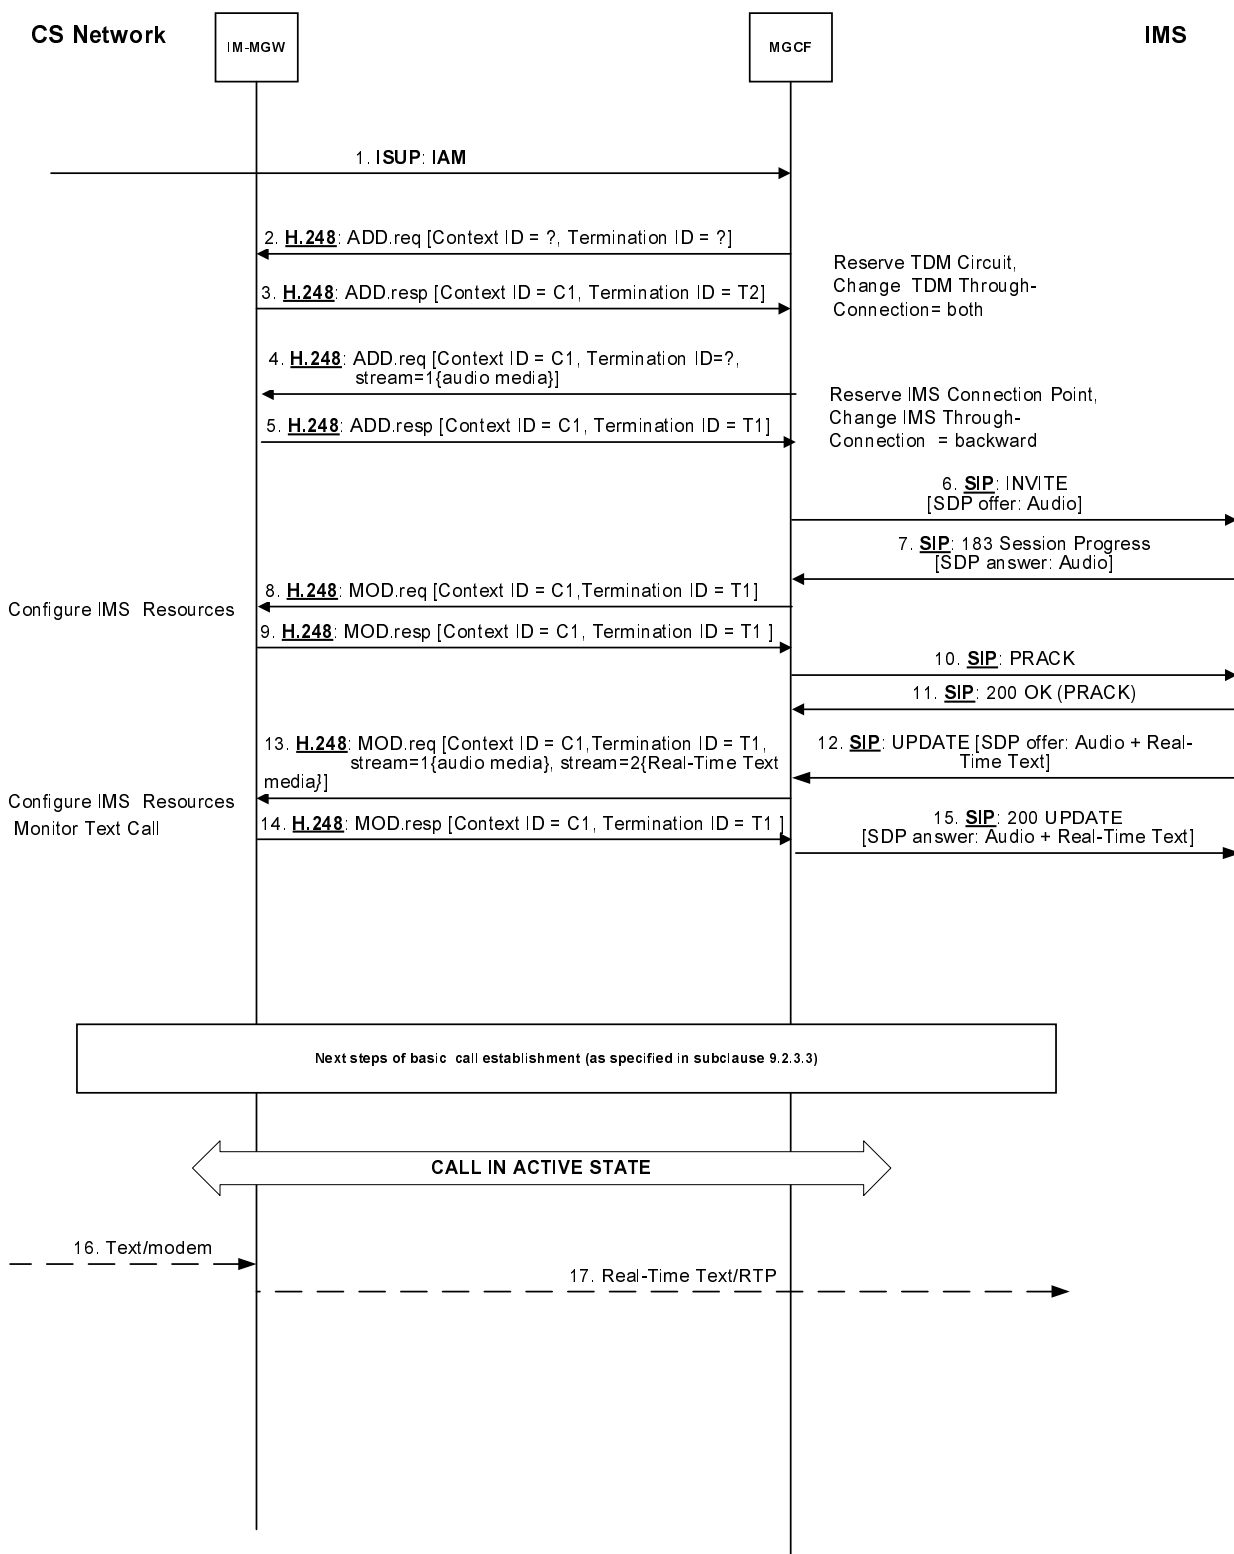 CS Network
IM-MGW
MGCF
IMS
1. ISUP: IAM
2. H.248: ADD.req [Context ID = ?, Termination ID = ?]
Reserve TDM Circuit,
Change TDM Through-
Connection= both
3. H.248: ADD.resp [Context ID = C1, Termination ID = T2]
4. H.248: ADD.req [Context ID = C1, Termination ID=?,
stream=1{audio media}]
Reserve IMS Connection Point,
Change IMS Through-
Connection = backward
5. H.248: ADD.resp [Context ID = C1, Termination ID = T1]
6. SIP: INVITE
[SDP offer: Audio]
7. SIP: 183 Session Progress
[SDP answer: Audio]
8. H.248: MOD.req [Context ID = C1,Termination ID = T1]
Configure IMS Resources
9. H.248: MOD.resp [Context ID = C1, Termination ID = T1 ]
10. SIP: PRACK
11. SIP: 200 OK (PRACK)
12. SIP: UPDATE [SDP offer: Audio + Real-
Time Text]
13. H.248: MOD.req [Context ID = C1,Termination ID = T1,
stream=1{audio media}, stream=2{Real-Time Text
media}]
Configure IMS Resources
Monitor Text Call
14. H.248: MOD.resp [Context ID = C1, Termination ID = T1 ]
15. SIP: 200 UPDATE
[SDP answer: Audio + Real-Time Text]
Next steps of basic call establishment (as specified in subclause 9.2.3.3)
CALL IN ACTIVE STATE
16. Text/modem
17. Real-Time Text/RTP